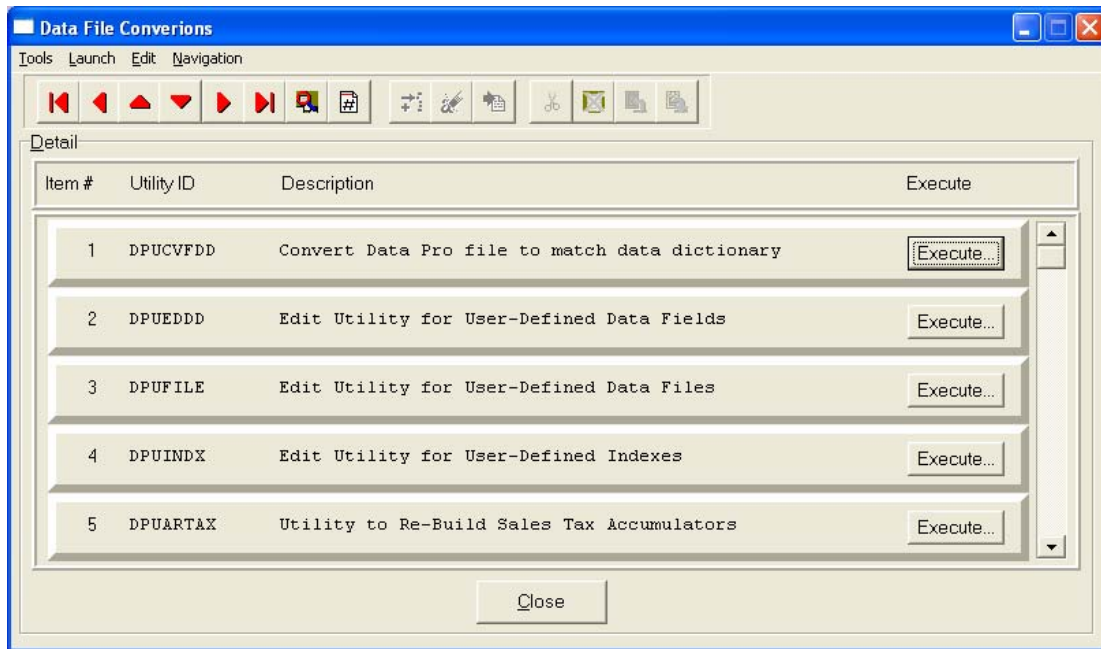 Data File Converions
Tools Launch Edit Navigation
Detail
Item # Utility ID Description Execute
1 DPUCVFDD Convert Data Pro file to match data dictionary Execute...
2 DPUEDDD Edit Utility for User-Defined Data Fields Execute...
3 DPUFILE Edit Utility for User-Defined Data Files Execute...
4 DPUINDX Edit Utility for User-Defined Indexes Execute...
5 DPUARTAX Utility to Re-Build Sales Tax Accumulators Execute...
Close